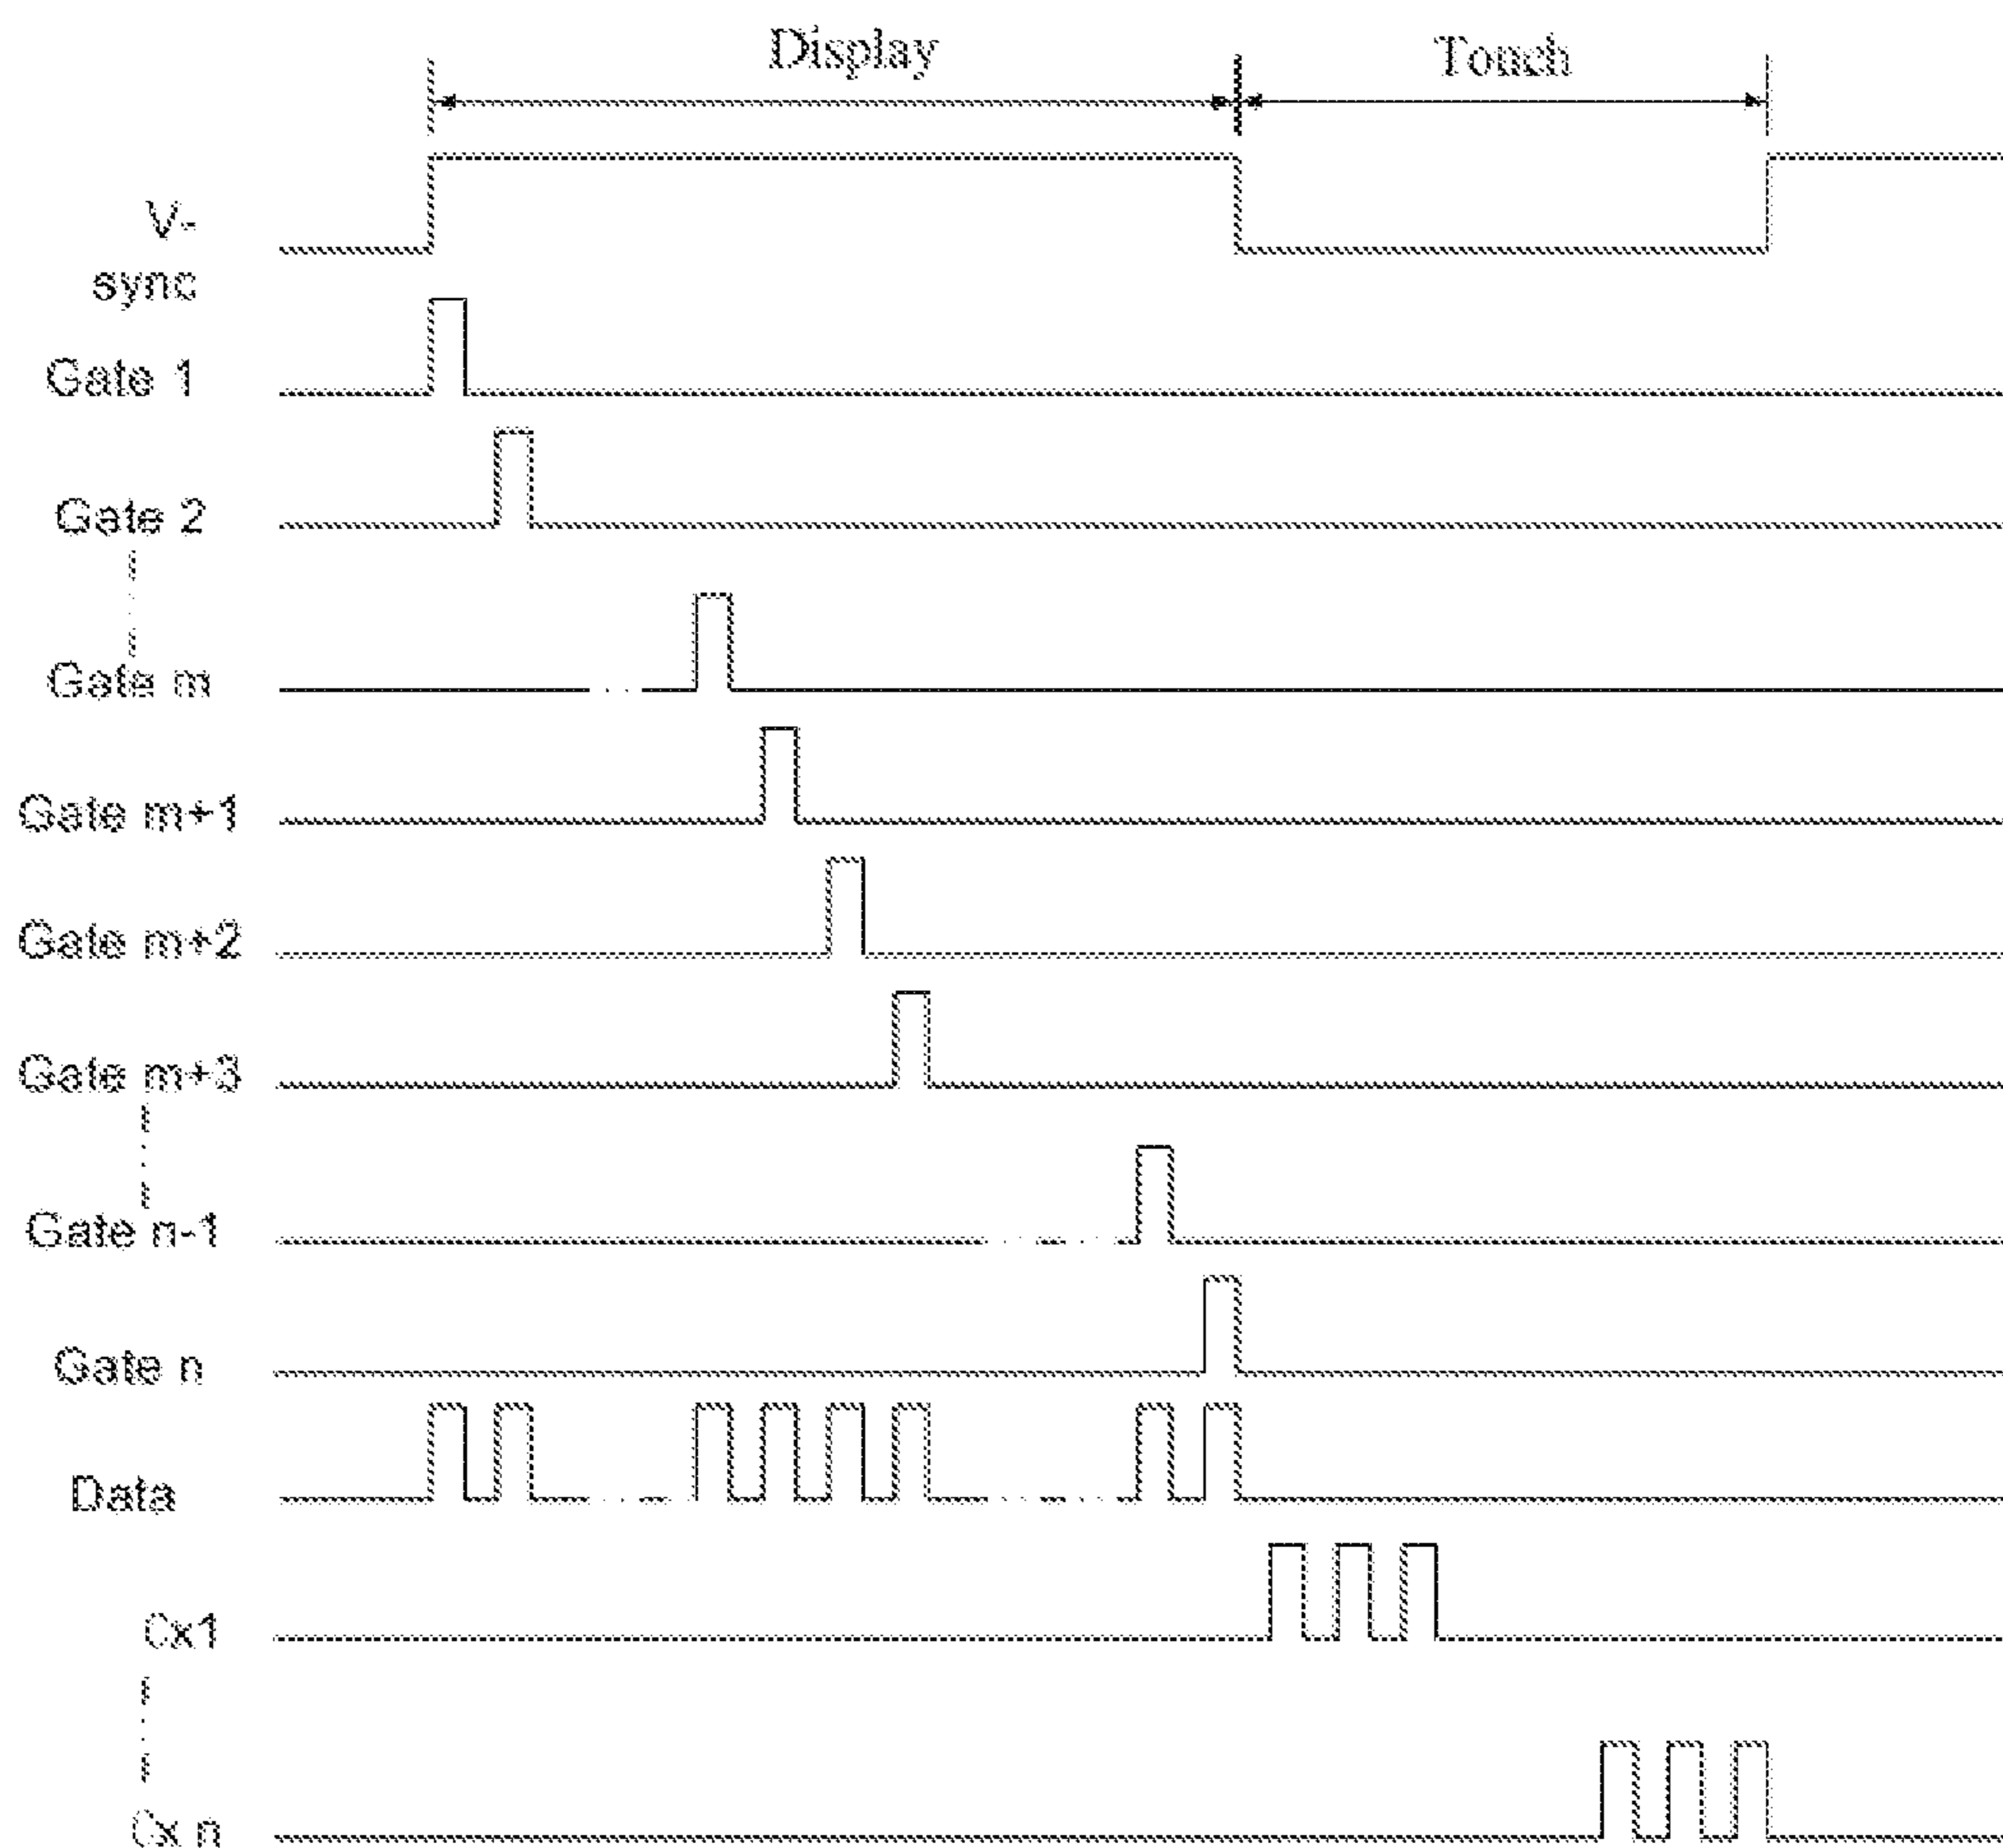 Display
Touch
V-
sync
Gate 1
Gate 2
Gate m
Gate m+1
Gate m+2
Gate m+3
Gate n-1
Gate n
Data
Cx1
Cx n